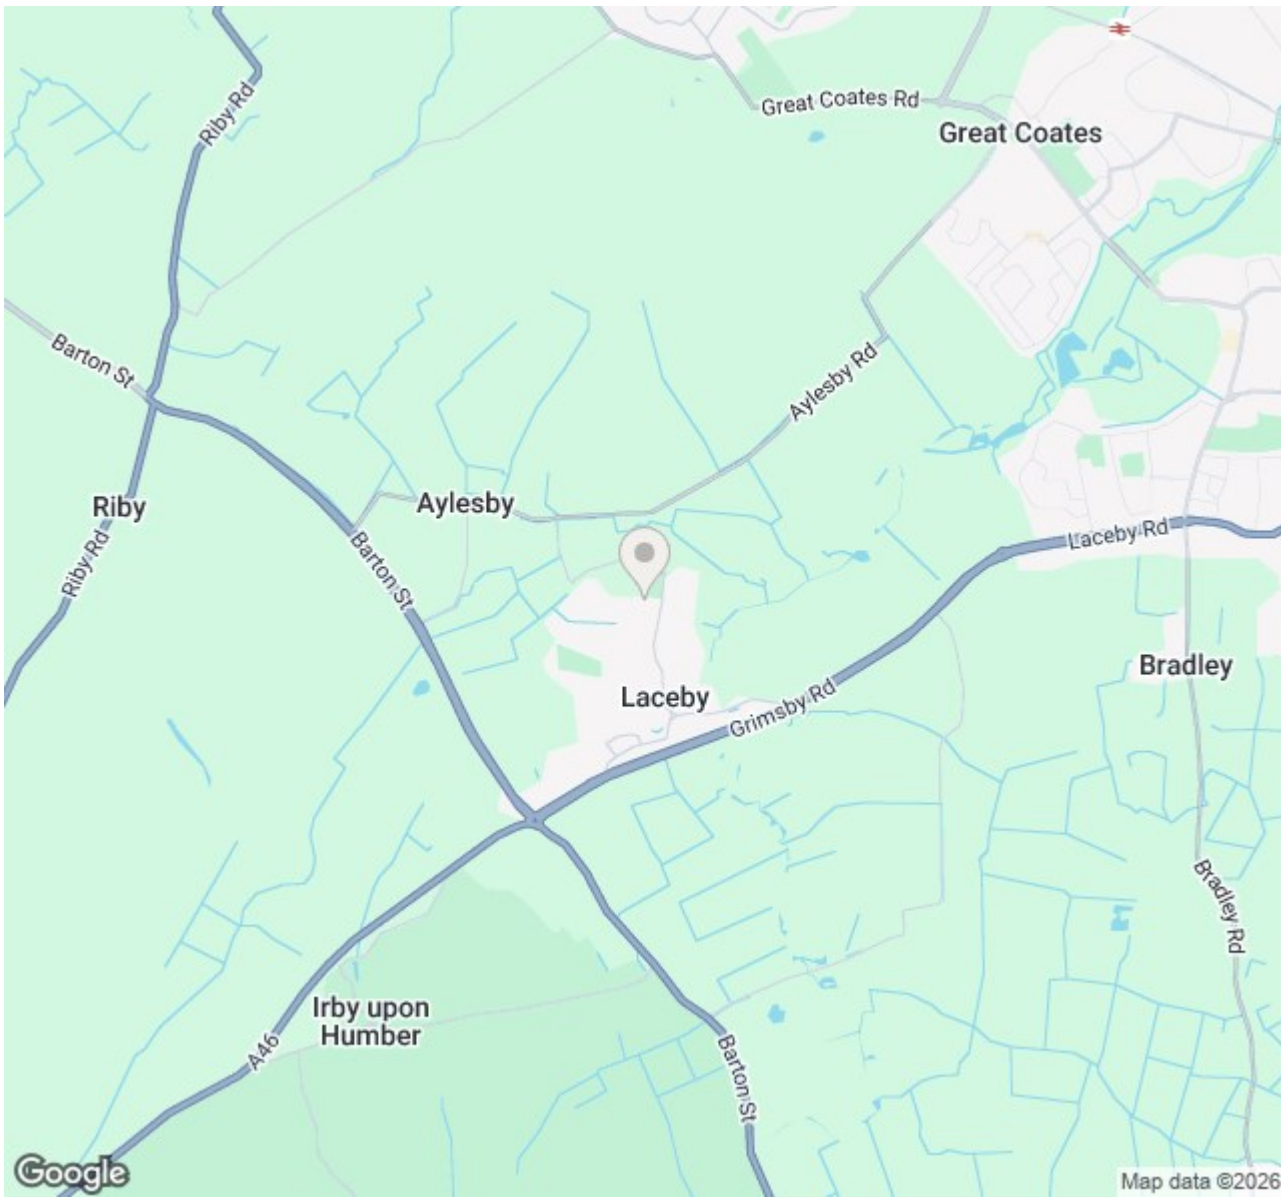 Great Coates Rd
Great Coates
Riby Rd
Barton St
Aylesby Rd
Riby
Aylesby
Laceby Rd
Riby Rd
Barton St
Bradley
Laceby
Grimsby Rd
Bradley Rd
Irby upon
Humber
A46
Barton St
Google
Map data ©2026